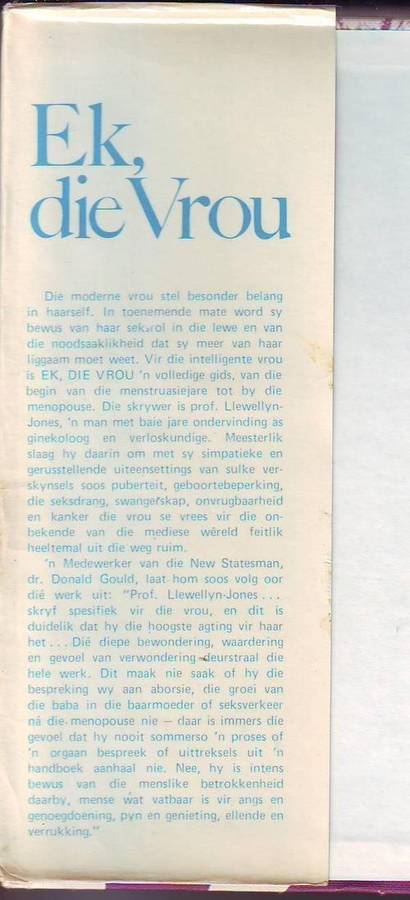 Ek,
die Vrou
Die moderne vrou stel besonder belang
in haarself. In toenemende mate word sy
bewus van haar seksrol in die lewe en van
die noodsaaklikheid dat sy meer van haar
liggaam moet weet. Vir die intelligente vrou
is EK, DIE VROU 'n volledige gids, van die
begin van die menstruasiejare tot by die
menopouse. Die skrywer is prof. Llewellyn-
Jones, 'n man met baie jare ondervinding as
ginekoloog en verloskundige. Meesterlik
slaag hy daarin om met sy simpatieke en
gerusstellende uiteensettings van sulke ver-
skynsels soos puberteit, geboortebeperking,
die seksdrang, swangerskap, onvrugbaarheid
en kanker die vrou se vrees vir die on-
bekende van die mediese wêreld feitlik
heeltemal uit die weg ruim.
'n Medewerker van die New Statesman,
dr. Donald Gould, laat hom soos volg oor
dié werk uit: "Prof. Llewellyn-Jones . . .
skryf spesifiek vir die vrou, en dit is
duidelik dat hy die hoogste agting vir haar
het . . . Dié diepe bewondering, waardering
en gevoel van verwondering deurstraal die
hele werk. Dit maak nie saak of hy die
bespreking wy aan aborsie, die groei van
die baba in die baarmoeder of seksverkeer
ná die menopouse nie – daar is immers die
gevoel dat hy nooit sommerso 'n proses of
'n orgaan bespreek of uittreksels uit 'n
handboek aanhaal nie. Nee, hy is intens
bewus van die menslike betrokkenheid
daarby, mense wat vatbaar is vir angs en
genoegdoening, pyn en genieting, ellende en
verrukking."